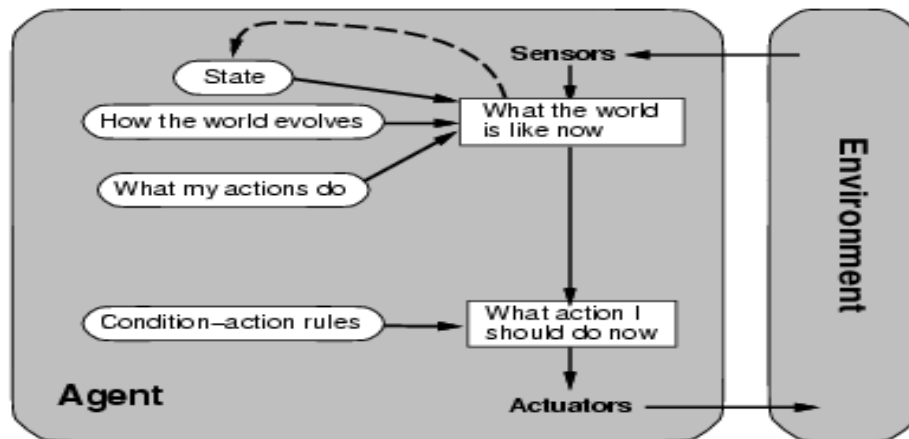 Sensors
State
What the world
is like now
How the world evolves
What my actions do
Environment
Condition–action rules
What action I
should do now
Agent
Actuators